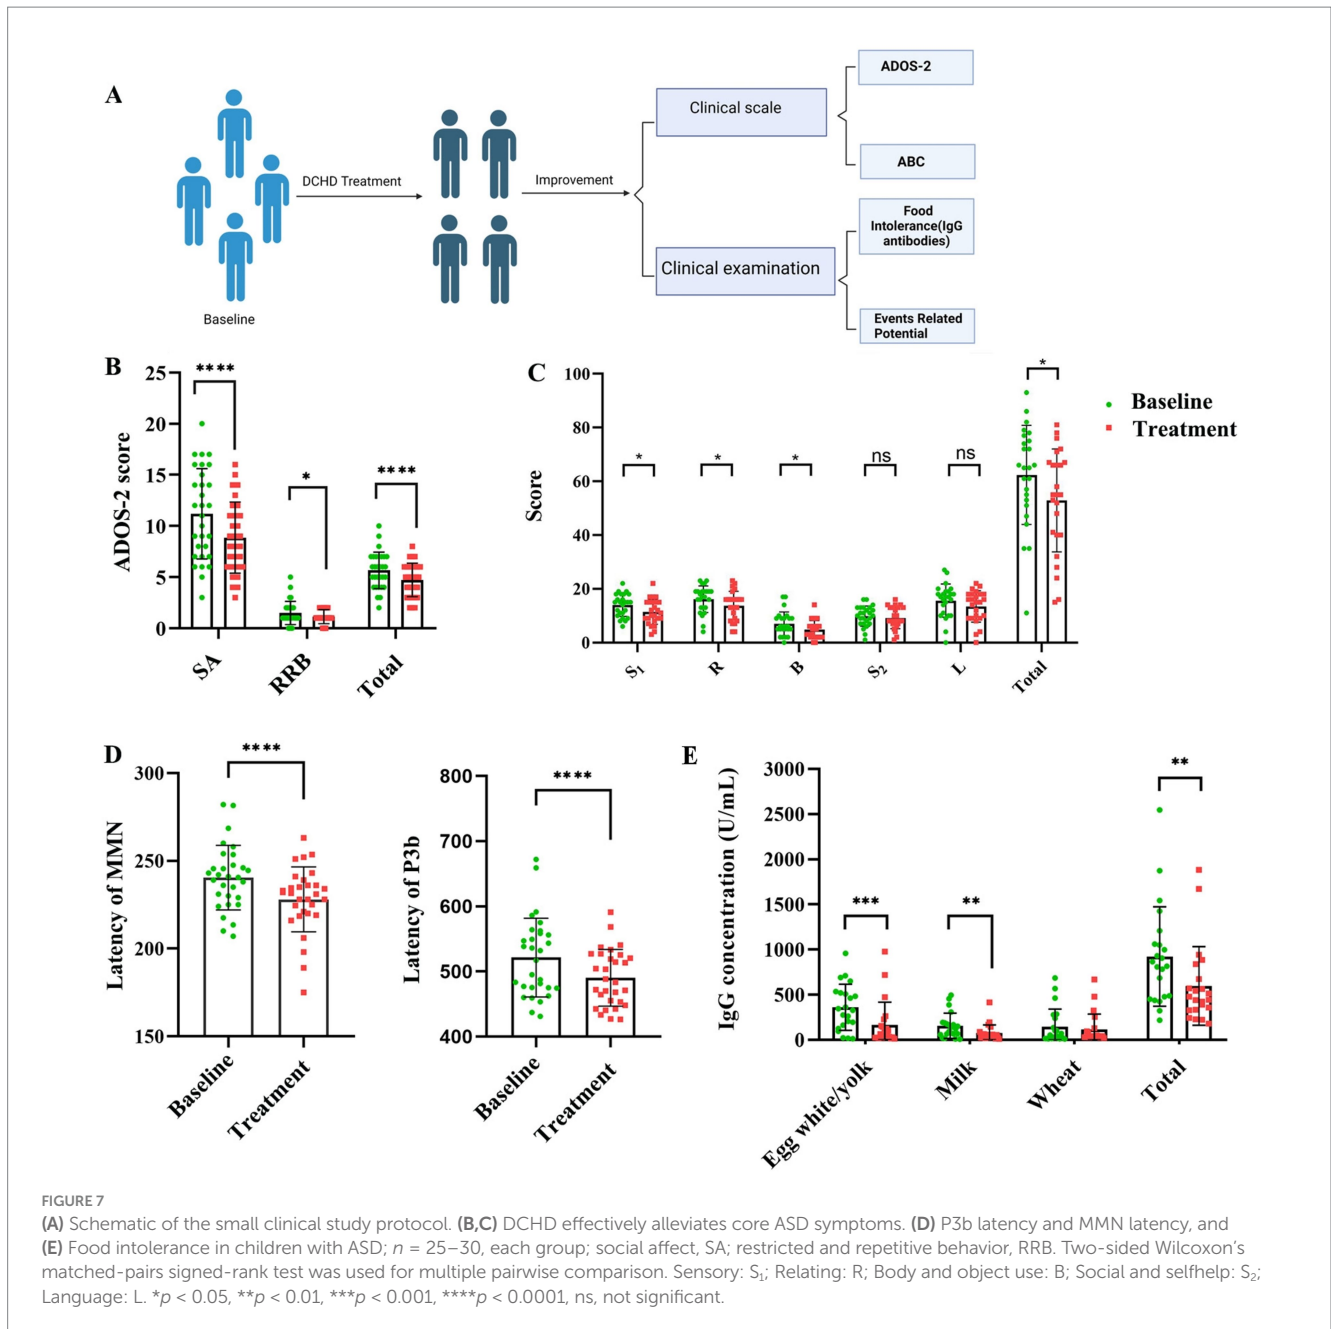 A
Baseline
DCHD Treatment
Improvement
Clinical scale
Clinical examination
ADOS-2
ABC
Food
Intolerance(IgG
antibodies)
Events Related
Potential
B
ADOS-2 score
25
20
15
10
5
0
****
*
****
SA
RRB
Total
C
Score
100
80
60
40
20
0
*
*
*
ns
ns
*
S₁
R
B
S₂
L
Total
Baseline
Treatment
D
Latency of MMN
300
250
200
150
****
Baseline
Treatment
Latency of P3b
800
700
600
500
400
****
Baseline
Treatment
E
IgG concentration (U/mL)
3000
2500
2000
1500
1000
500
0
***
**
**
Egg white/yolk
Milk
Wheat
Total
FIGURE 7
(A) Schematic of the small clinical study protocol. (B,C) DCHD effectively alleviates core ASD symptoms. (D) P3b latency and MMN latency, and
(E) Food intolerance in children with ASD; n = 25–30, each group; social affect, SA; restricted and repetitive behavior, RRB. Two-sided Wilcoxon's
matched-pairs signed-rank test was used for multiple pairwise comparison. Sensory: S₁; Relating: R; Body and object use: B; Social and selfhelp: S₂;
Language: L. *p < 0.05, **p < 0.01, ***p < 0.001, ****p < 0.0001, ns, not significant.